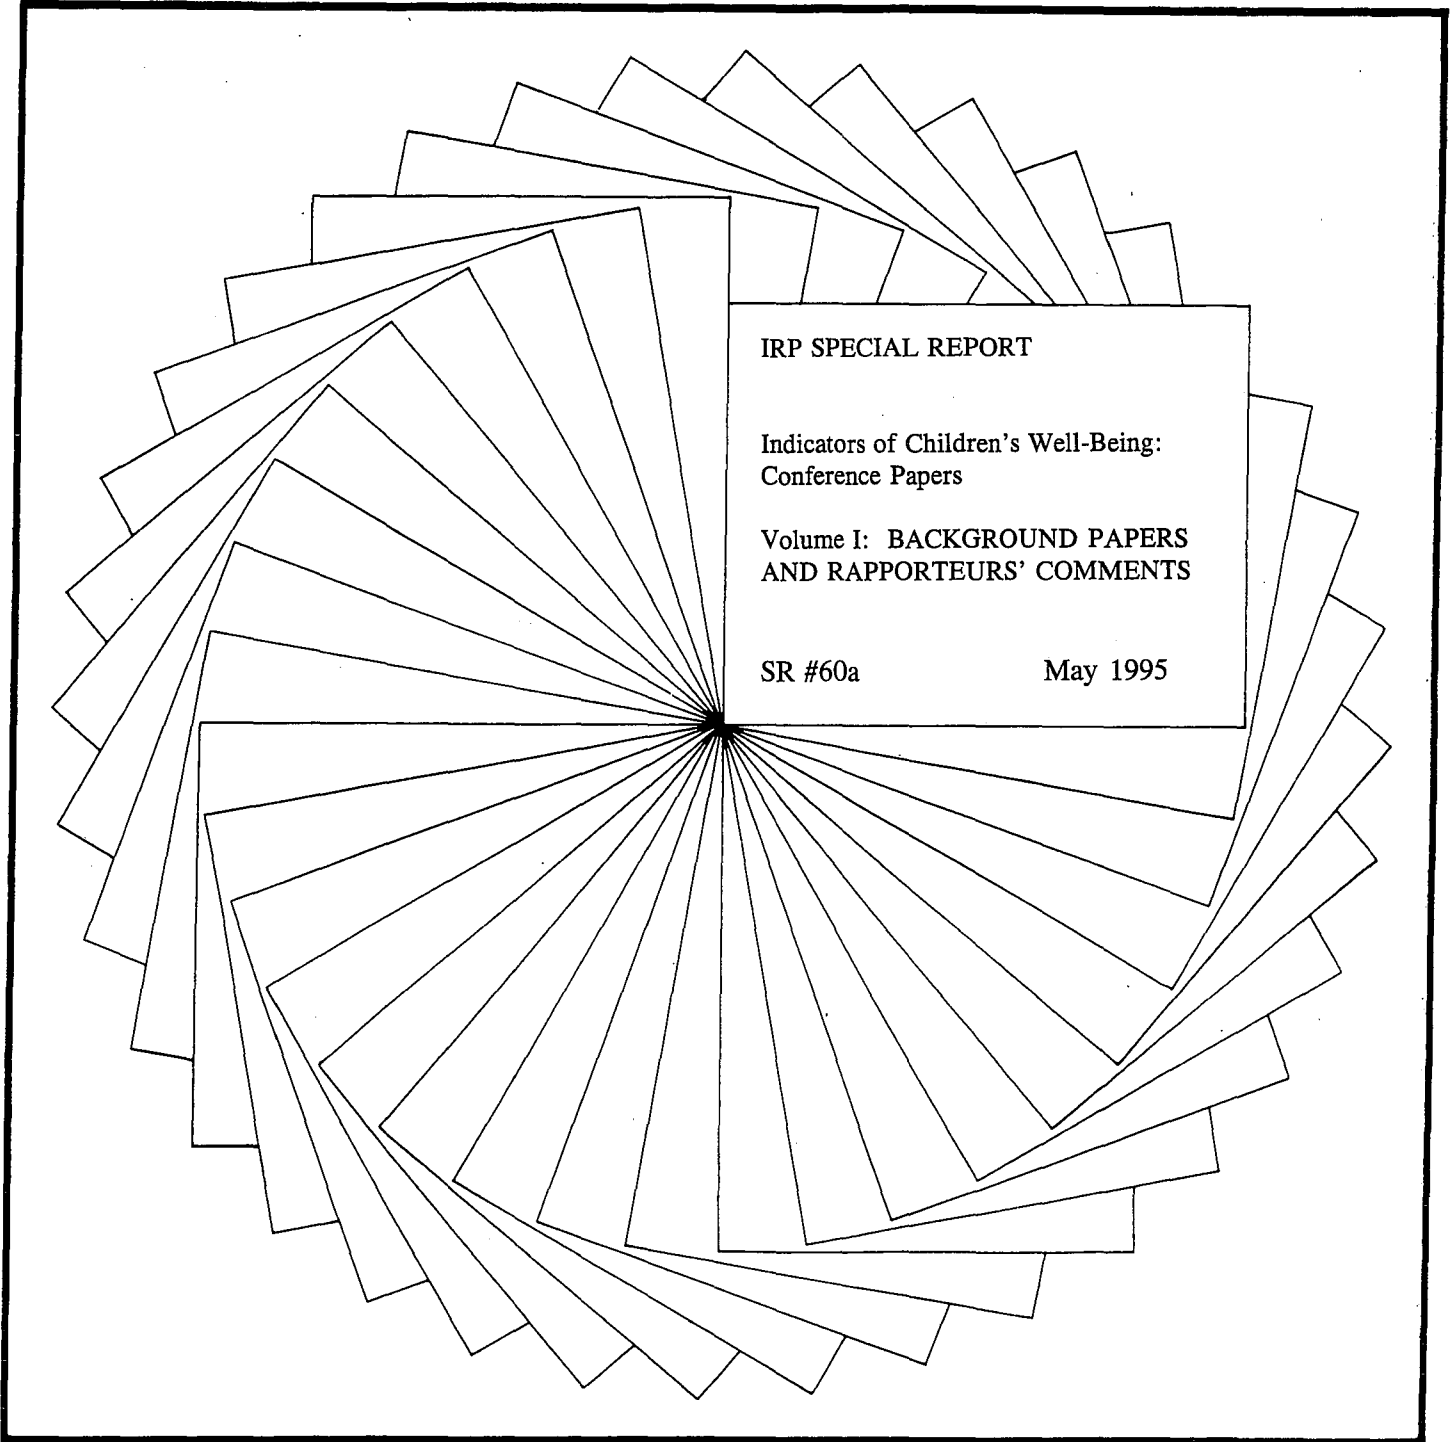 IRP SPECIAL REPORT
Indicators of Children's Well-Being:
Conference Papers
Volume I: BACKGROUND PAPERS
AND RAPPORTEURS' COMMENTS
SR #60a May 1995